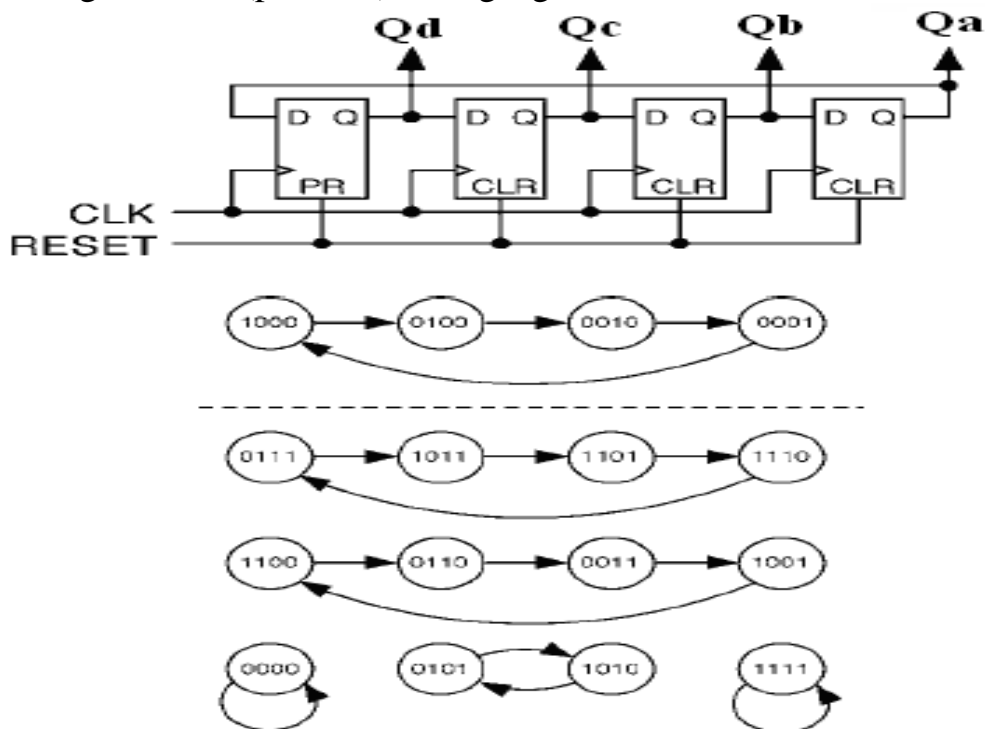 Qd Qc Qb Qa
D Q D Q D Q D Q
PR CLR CLR CLR
CLK
RESET
1000 0100 0010 0001
0111 1011 1101 1110
1100 0110 0011 1001
0000 0101 1010 1111